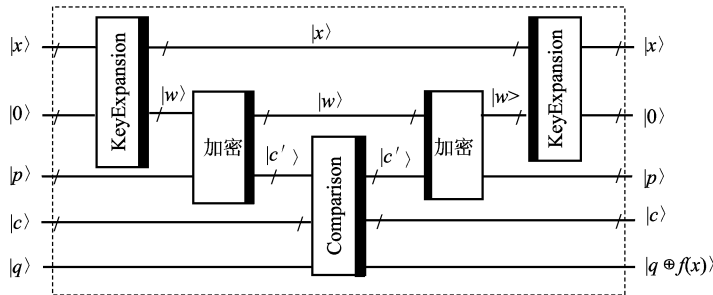 |x⟩ |x⟩ |x⟩
KeyExpansion KeyExpansion
|w⟩ |w>
|0⟩ |w⟩ |0⟩
加密 加密
|c′⟩ |c′⟩
|p⟩ |p⟩
Comparison
|c⟩ |c⟩
|q⟩ |q ⊕ f(x)⟩